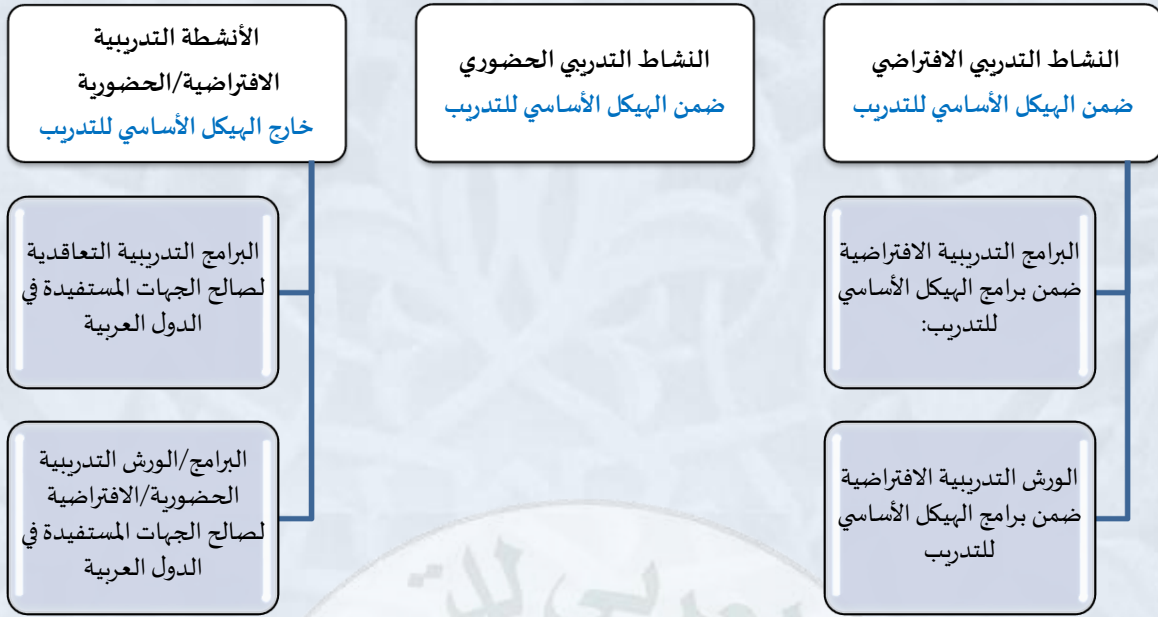 النشاط التدريبي الافتراضي
ضمن الهيكل الأساسي للتدريب
البرامج التدريبية الافتراضية
ضمن برامج الهيكل الأساسي
للتدريب:
الورش التدريبية الافتراضية
ضمن برامج الهيكل الأساسي
للتدريب
النشاط التدريبي الحضوري
ضمن الهيكل الأساسي للتدريب
الأنشطة التدريبية
الافتراضية/الحضورية
خارج الهيكل الأساسي للتدريب
البرامج التدريبية التعاقدية
لصالح الجهات المستفيدة في
الدول العربية
البرامج/الورش التدريبية
الحضورية/الافتراضية
لصالح الجهات المستفيدة في
الدول العربية